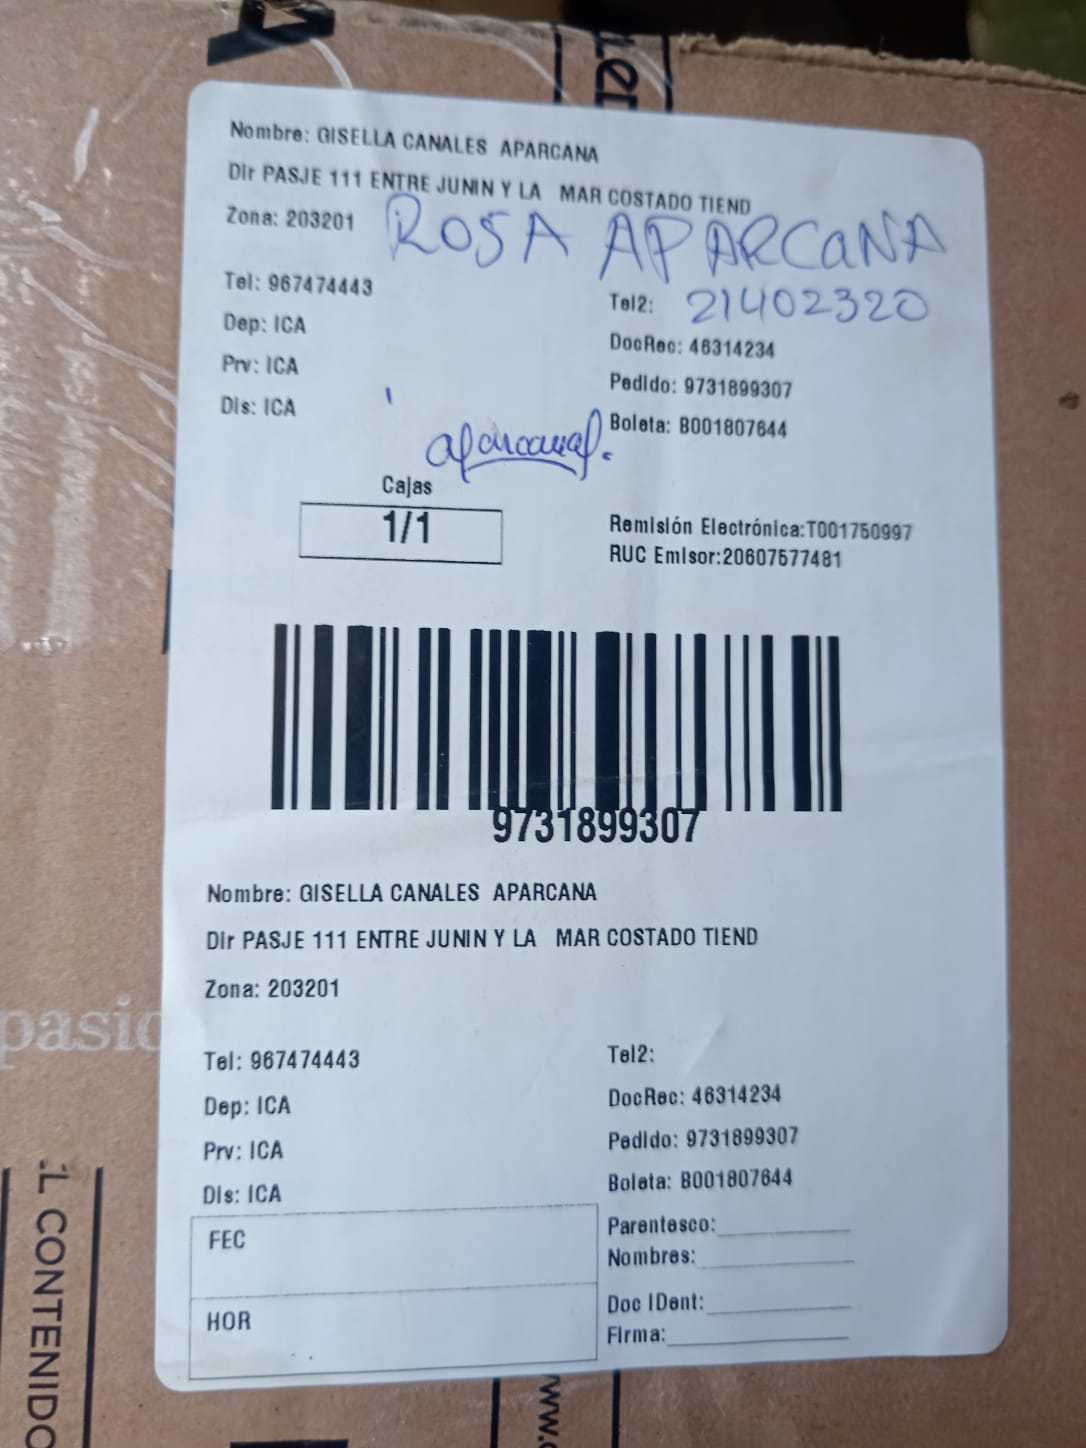 Nombre: GISELLA CANALES APARCANA
Dir PASJE 111 ENTRE JUNIN Y LA MAR COSTADO TIEND
Zona: 203201
ROSA APARCANA
Tel: 967474443
Tel2: 21402320
Dep: ICA
DocRec: 46314234
Prv: ICA
Pedido: 9731899307
Dis: ICA
Boleta: B001807644
Cajas
1/1
Remisión Electrónica:T001750997
RUC Emisor:20607577481
9731899307
Nombre: GISELLA CANALES APARCANA
Dir PASJE 111 ENTRE JUNIN Y LA MAR COSTADO TIEND
Zona: 203201
Tel: 967474443
Tel2:
Dep: ICA
DocRec: 46314234
Prv: ICA
Pedido: 9731899307
Dis: ICA
Boleta: B001807644
FEC
Parentesco:
Nombres:
HOR
Doc IDent:
Firma:
pasio
EL CONTENIDO
www.